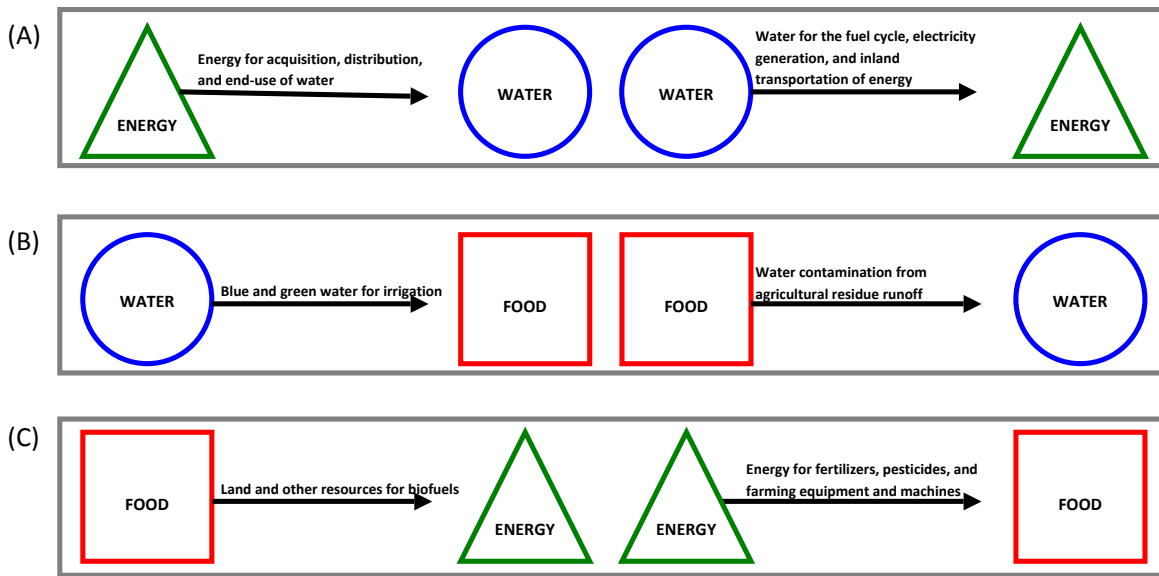 (A)
Energy for acquisition, distribution,
and end-use of water
ENERGY
WATER
WATER
Water for the fuel cycle, electricity
generation, and inland
transportation of energy
ENERGY
(B)
WATER
Blue and green water for irrigation
FOOD
FOOD
Water contamination from
agricultural residue runoff
WATER
(C)
FOOD
Land and other resources for biofuels
ENERGY
ENERGY
Energy for fertilizers, pesticides, and
farming equipment and machines
FOOD